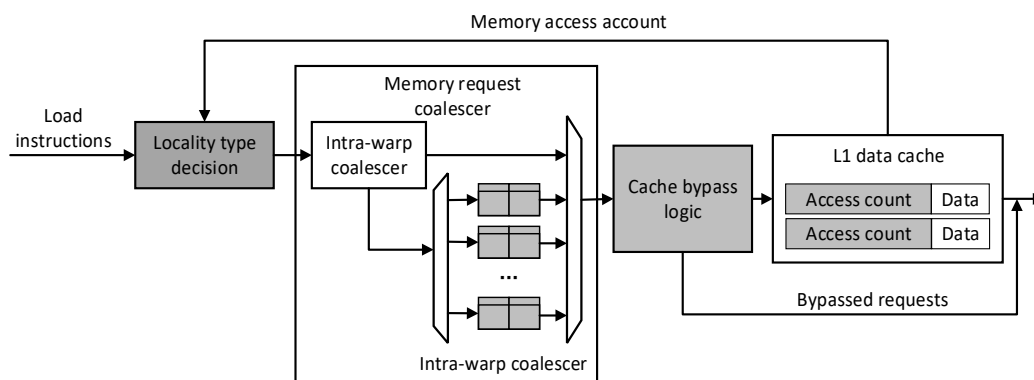 Memory access account
Memory request
coalescer
Load
instructions
Locality type
decision
Intra-warp
coalescer
L1 data cache
Cache bypass
logic
Access count Data
Access count Data
...
Bypassed requests
Intra-warp coalescer